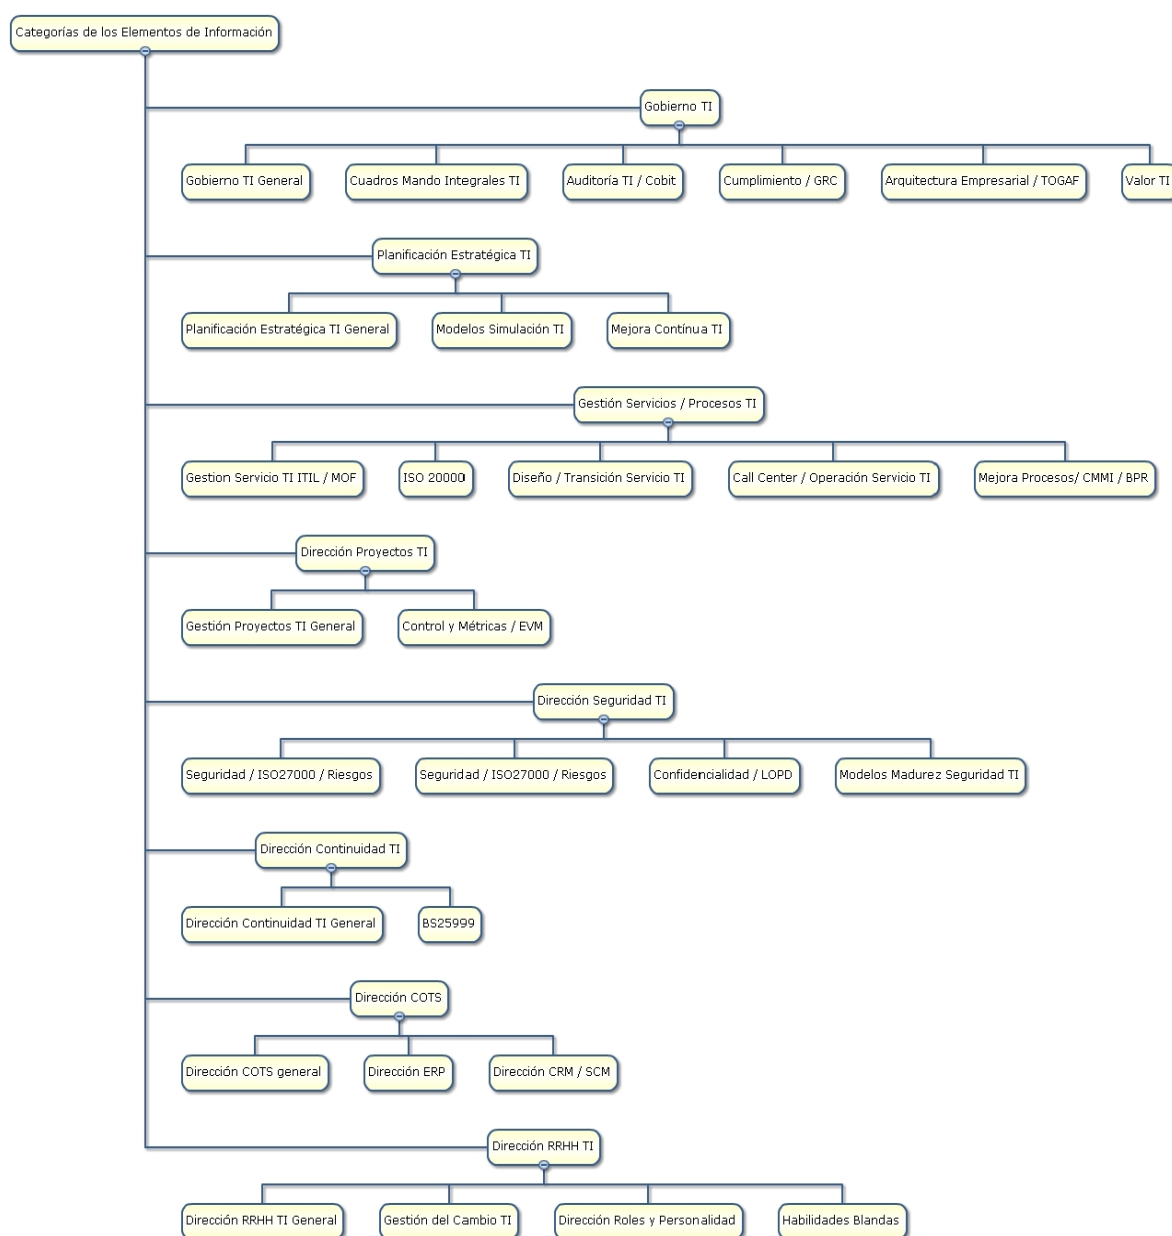 Categorías de los Elementos de Información
Gobierno TI
Gobierno TI General
Cuadros Mando Integrales TI
Auditoría TI / Cobit
Cumplimiento / GRC
Arquitectura Empresarial / TOGAF
Valor TI
Planificación Estratégica TI
Planificación Estratégica TI General
Modelos Simulación TI
Mejora Contínua TI
Gestión Servicios / Procesos TI
Gestion Servicio TI ITIL / MOF
ISO 20000
Diseño / Transición Servicio TI
Call Center / Operación Servicio TI
Mejora Procesos/ CMMI / BPR
Dirección Proyectos TI
Gestión Proyectos TI General
Control y Métricas / EVM
Dirección Seguridad TI
Seguridad / ISO27000 / Riesgos
Seguridad / ISO27000 / Riesgos
Confidencialidad / LOPD
Modelos Madurez Seguridad TI
Dirección Continuidad TI
Dirección Continuidad TI General
BS25999
Dirección COTS
Dirección COTS general
Dirección ERP
Dirección CRM / SCM
Dirección RRHH TI
Dirección RRHH TI General
Gestión del Cambio TI
Dirección Roles y Personalidad
Habilidades Blandas